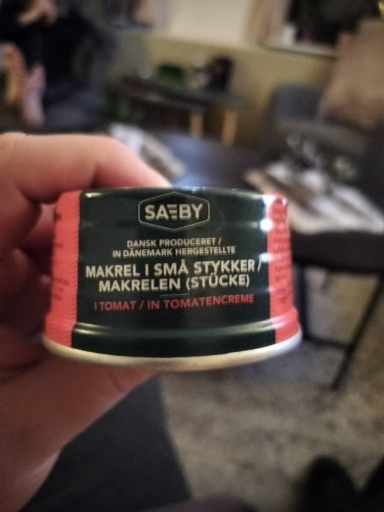 SAEBY
DANSK PRODUCERET /
IN DÄNEMARK HERGESTELLTE
MAKREL I SMÅ STYKKER /
MAKRELEN (STÜCKE)
I TOMAT / IN TOMATENCREME